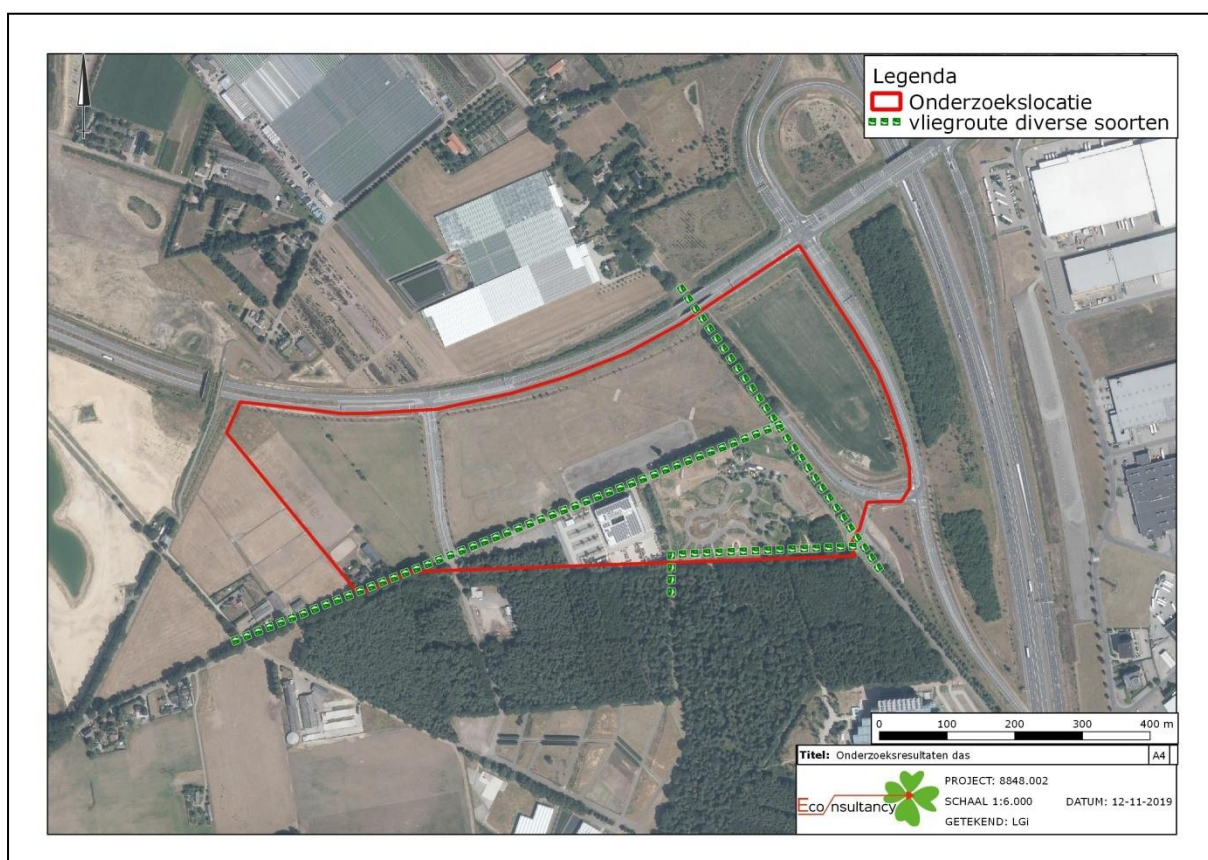 Legenda
Onderzoekslocatie
vliegroute diverse soorten
0 100 200 300 400 m
Titel: Onderzoeksresultaten das A4
Econsultancy
PROJECT: 8848.002
SCHAAL 1:6.000 DATUM: 12-11-2019
GETEKEND: LGi